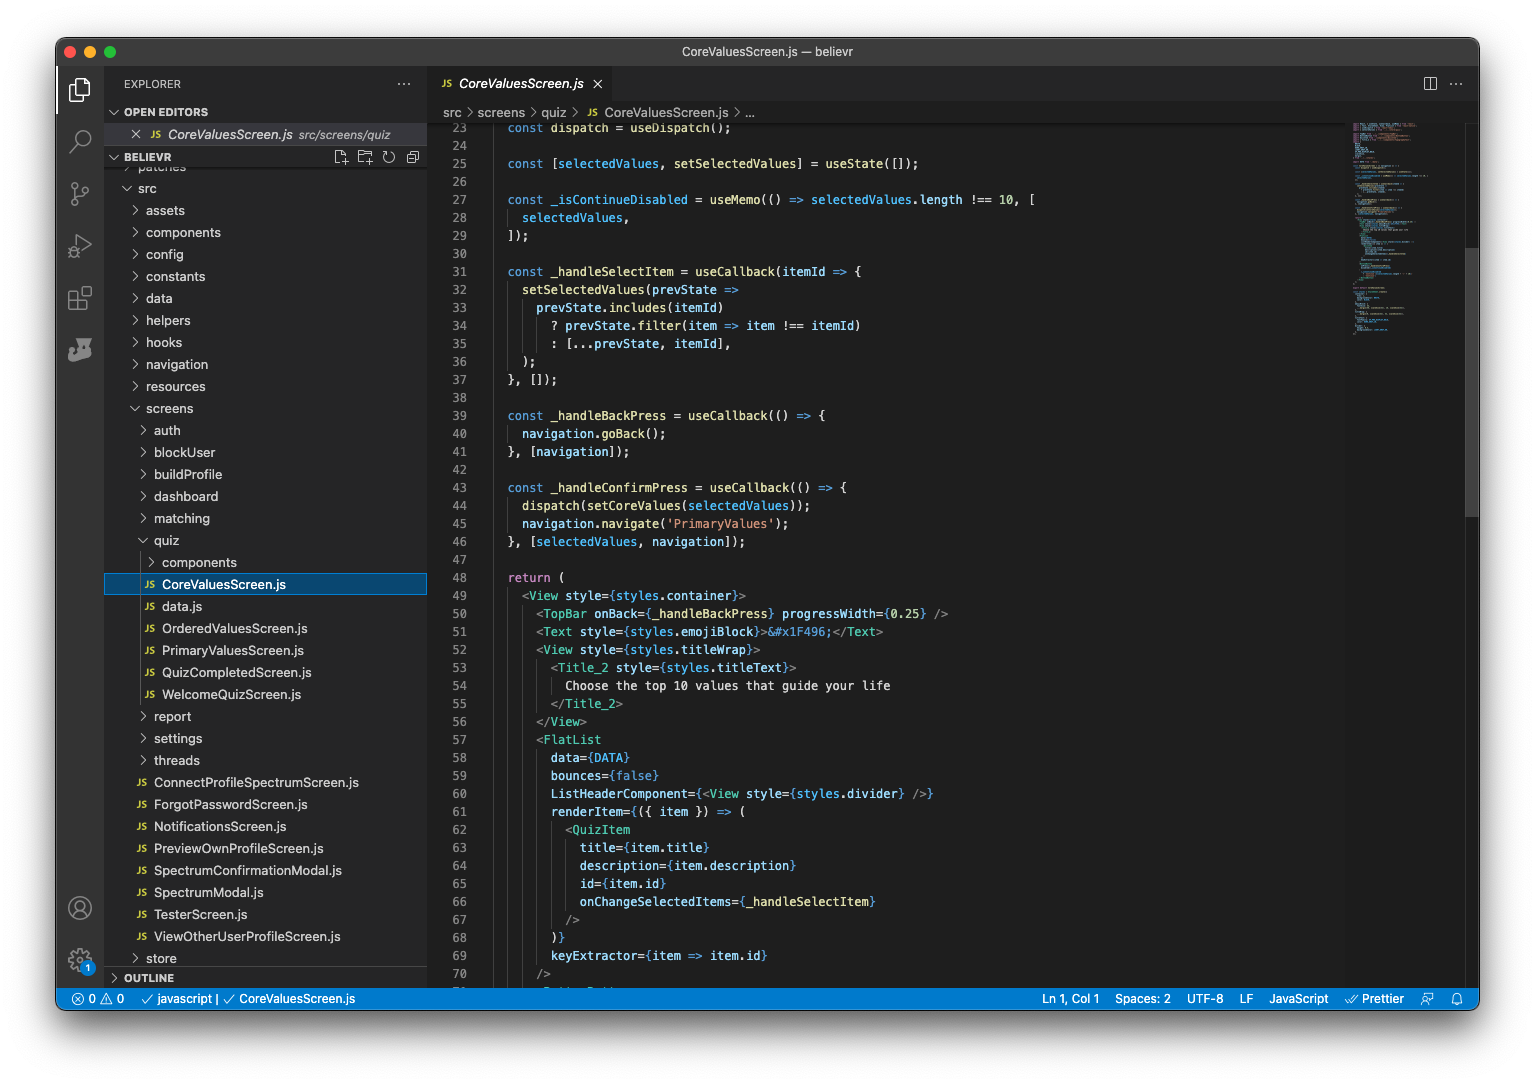 CoreValuesScreen.js — believr
EXPLORER
OPEN EDITORS
JS CoreValuesScreen.js src/screens/quiz
BELIEVR
patches
src
assets
components
config
constants
data
helpers
hooks
navigation
resources
screens
auth
blockUser
buildProfile
dashboard
matching
quiz
components
JS CoreValuesScreen.js
JS data.js
JS OrderedValuesScreen.js
JS PrimaryValuesScreen.js
JS QuizCompletedScreen.js
JS WelcomeQuizScreen.js
report
settings
threads
JS ConnectProfileSpectrumScreen.js
JS ForgotPasswordScreen.js
JS NotificationsScreen.js
JS PreviewOwnProfileScreen.js
JS SpectrumConfirmationModal.js
JS SpectrumModal.js
JS TesterScreen.js
JS ViewOtherUserProfileScreen.js
store
OUTLINE
1
JS CoreValuesScreen.js
src > screens > quiz > JS CoreValuesScreen.js > ...
23 const dispatch = useDispatch();
24
25 const [selectedValues, setSelectedValues] = useState([]);
26
27 const _isContinueDisabled = useMemo(() => selectedValues.length !== 10, [
28 selectedValues,
29 ]);
30
31 const _handleSelectItem = useCallback(itemId => {
32 setSelectedValues(prevState =>
33 prevState.includes(itemId)
34 ? prevState.filter(item => item !== itemId)
35 : [...prevState, itemId],
36 );
37 }, []);
38
39 const _handleBackPress = useCallback(() => {
40 navigation.goBack();
41 }, [navigation]);
42
43 const _handleConfirmPress = useCallback(() => {
44 dispatch(setCoreValues(selectedValues));
45 navigation.navigate('PrimaryValues');
46 }, [selectedValues, navigation]);
47
48 return (
49 <View style={styles.container}>
50 <TopBar onBack={_handleBackPress} progressWidth={0.25} />
51 <Text style={styles.emojiBlock}>&#x1F496;</Text>
52 <View style={styles.titleWrap}>
53 <Title_2 style={styles.titleText}>
54 Choose the top 10 values that guide your life
55 </Title_2>
56 </View>
57 <FlatList
58 data={DATA}
59 bounces={false}
60 ListHeaderComponent={<View style={styles.divider} />}
61 renderItem={({ item }) => (
62 <QuizItem
63 title={item.title}
64 description={item.description}
65 id={item.id}
66 onChangeSelectedItems={_handleSelectItem}
67 />
68 )}
69 keyExtractor={item => item.id}
70 />
0 0 javascript | CoreValuesScreen.js Ln 1, Col 1 Spaces: 2 UTF-8 LF JavaScript Prettier